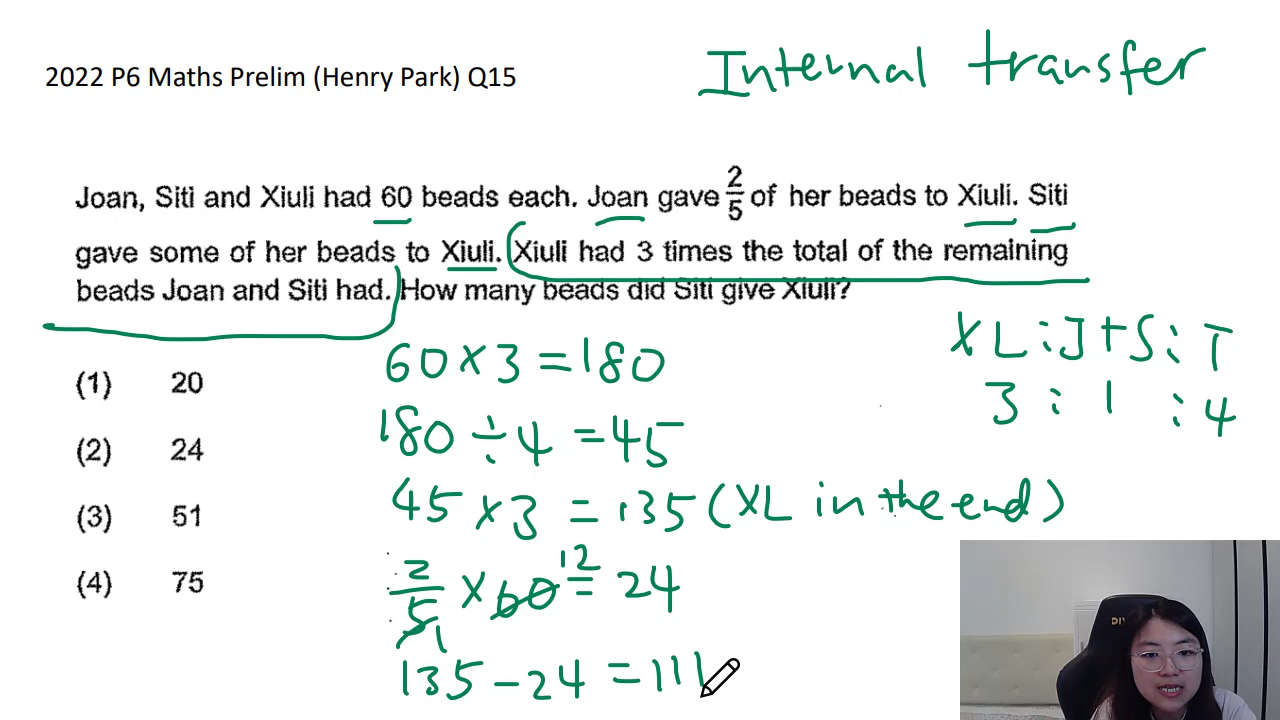 Internal transfer
2022 P6 Maths Prelim (Henry Park) Q15
Joan, Siti and Xiuli had 60 beads each. Joan gave 2/5 of her beads to Xiuli. Siti
gave some of her beads to Xiuli. Xiuli had 3 times the total of the remaining
beads Joan and Siti had. How many beads did Siti give Xiuli?
XL : J+S : T
3 : 1 : 4
(1) 20
(2) 24
(3) 51
(4) 75
60 × 3 = 180
180 ÷ 4 = 45
45 × 3 = 135 (XL in the end)
2/5 1 × 60 12 = 24
135 - 24 = 111